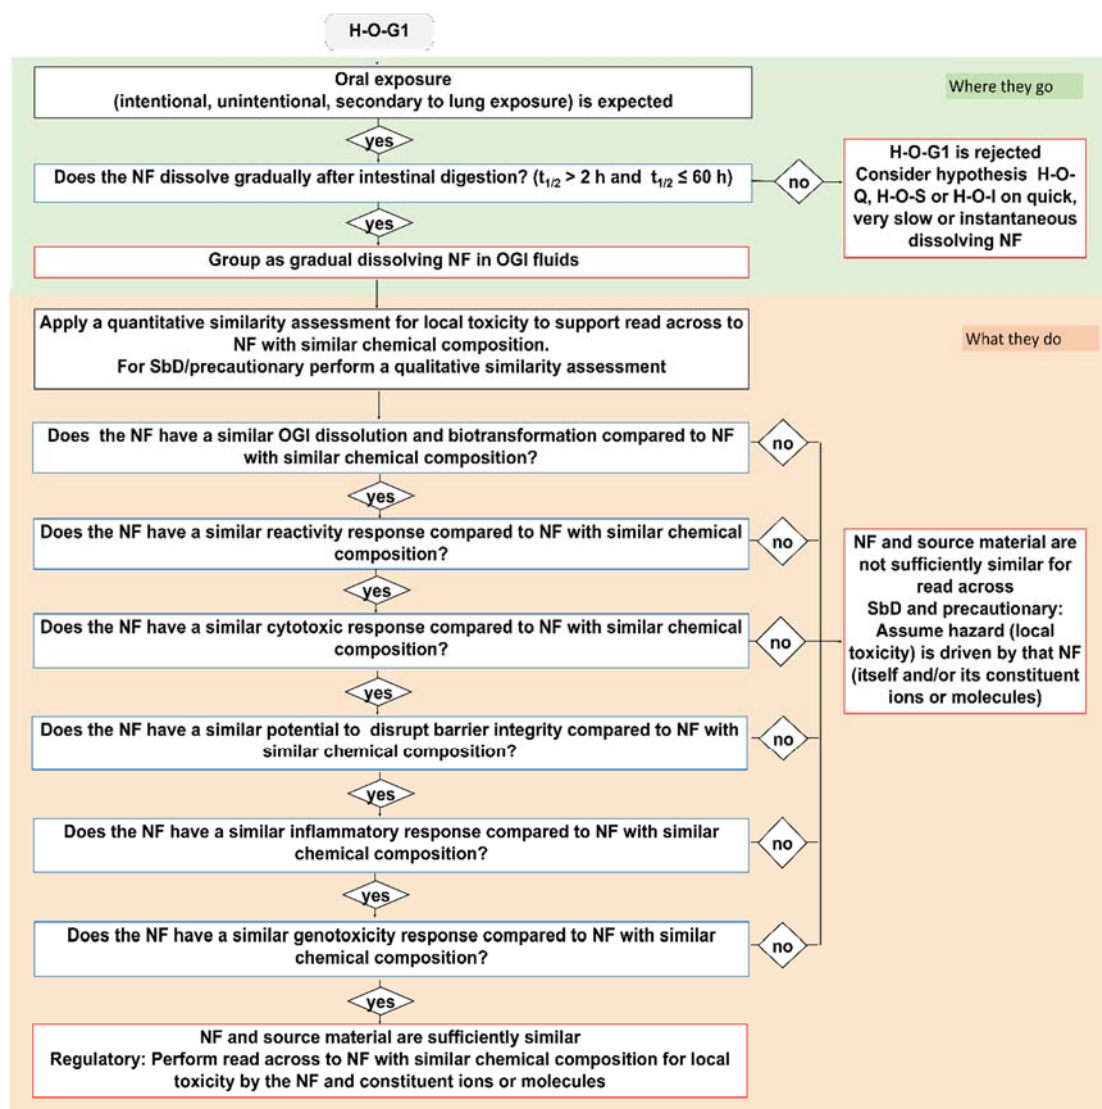 H-O-G1
Oral exposure
(intentional, unintentional, secondary to lung exposure) is expected
Where they go
yes
Does the NF dissolve gradually after intestinal digestion? (t1/2 > 2 h and t1/2 ≤ 60 h)
no
H-O-G1 is rejected
Consider hypothesis H-O-
Q, H-O-S or H-O-I on quick,
very slow or instantaneous
dissolving NF
yes
Group as gradual dissolving NF in OGI fluids
Apply a quantitative similarity assessment for local toxicity to support read across to
NF with similar chemical composition.
For SbD/precautionary perform a qualitative similarity assessment
What they do
Does the NF have a similar OGI dissolution and biotransformation compared to NF
with similar chemical composition?
no
yes
Does the NF have a similar reactivity response compared to NF with similar chemical
composition?
no
yes
Does the NF have a similar cytotoxic response compared to NF with similar chemical
composition?
no
NF and source material are
not sufficiently similar for
read across
SbD and precautionary:
Assume hazard (local
toxicity) is driven by that NF
(itself and/or its constituent
ions or molecules)
yes
Does the NF have a similar potential to disrupt barrier integrity compared to NF with
similar chemical composition?
no
yes
Does the NF have a similar inflammatory response compared to NF with similar
chemical composition?
no
yes
Does the NF have a similar genotoxicity response compared to NF with similar
chemical composition?
no
yes
NF and source material are sufficiently similar
Regulatory: Perform read across to NF with similar chemical composition for local
toxicity by the NF and constituent ions or molecules